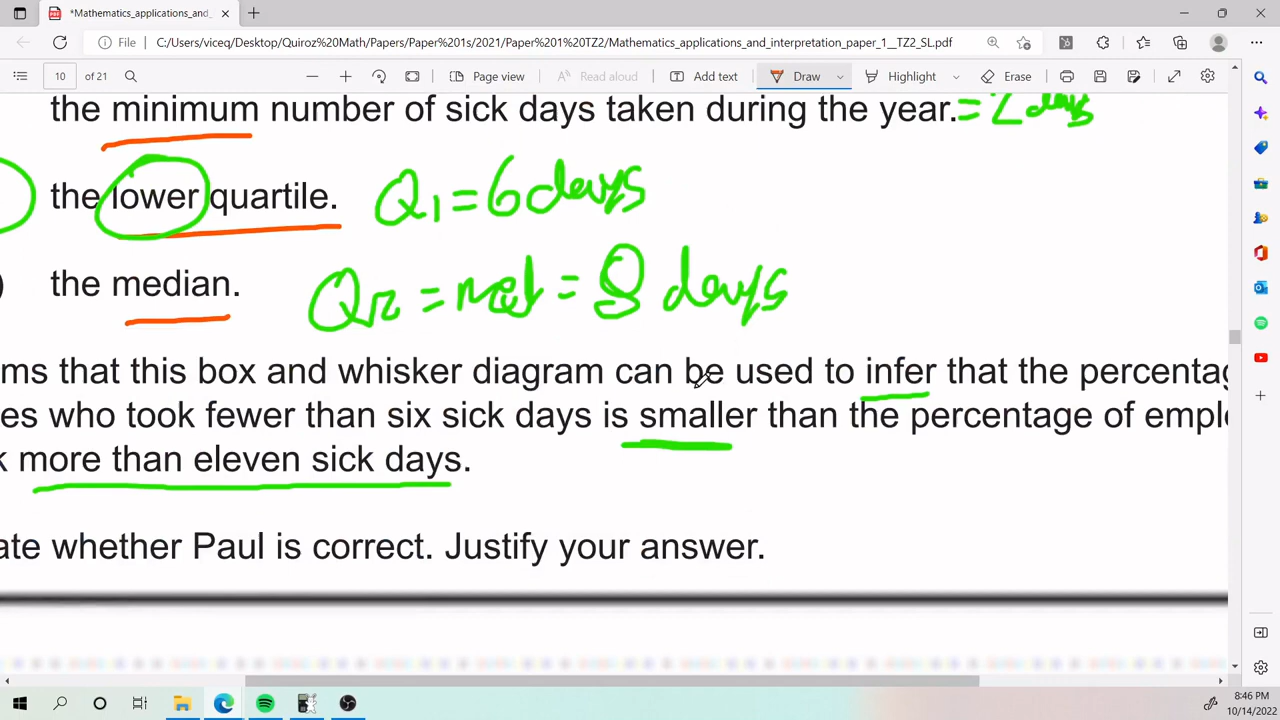 *Mathematics_applications_and_
File C:/Users/viceq/Desktop/Quiroz%20Math/Papers/Paper%201s/2021/Paper%201%20TZ2/Mathematics_applications_and_interpretation_paper_1__TZ2_SL.pdf
10 of 21 Page view Read aloud Add text Draw Highlight Erase
the minimum number of sick days taken during the year. = 2 days
the lower quartile. Q1 = 6 days
) the median. Q2 = med = 8 days
ms that this box and whisker diagram can be used to infer that the percentag
es who took fewer than six sick days is smaller than the percentage of emple
k more than eleven sick days.
ate whether Paul is correct. Justify your answer.
8:46 PM
10/14/2022